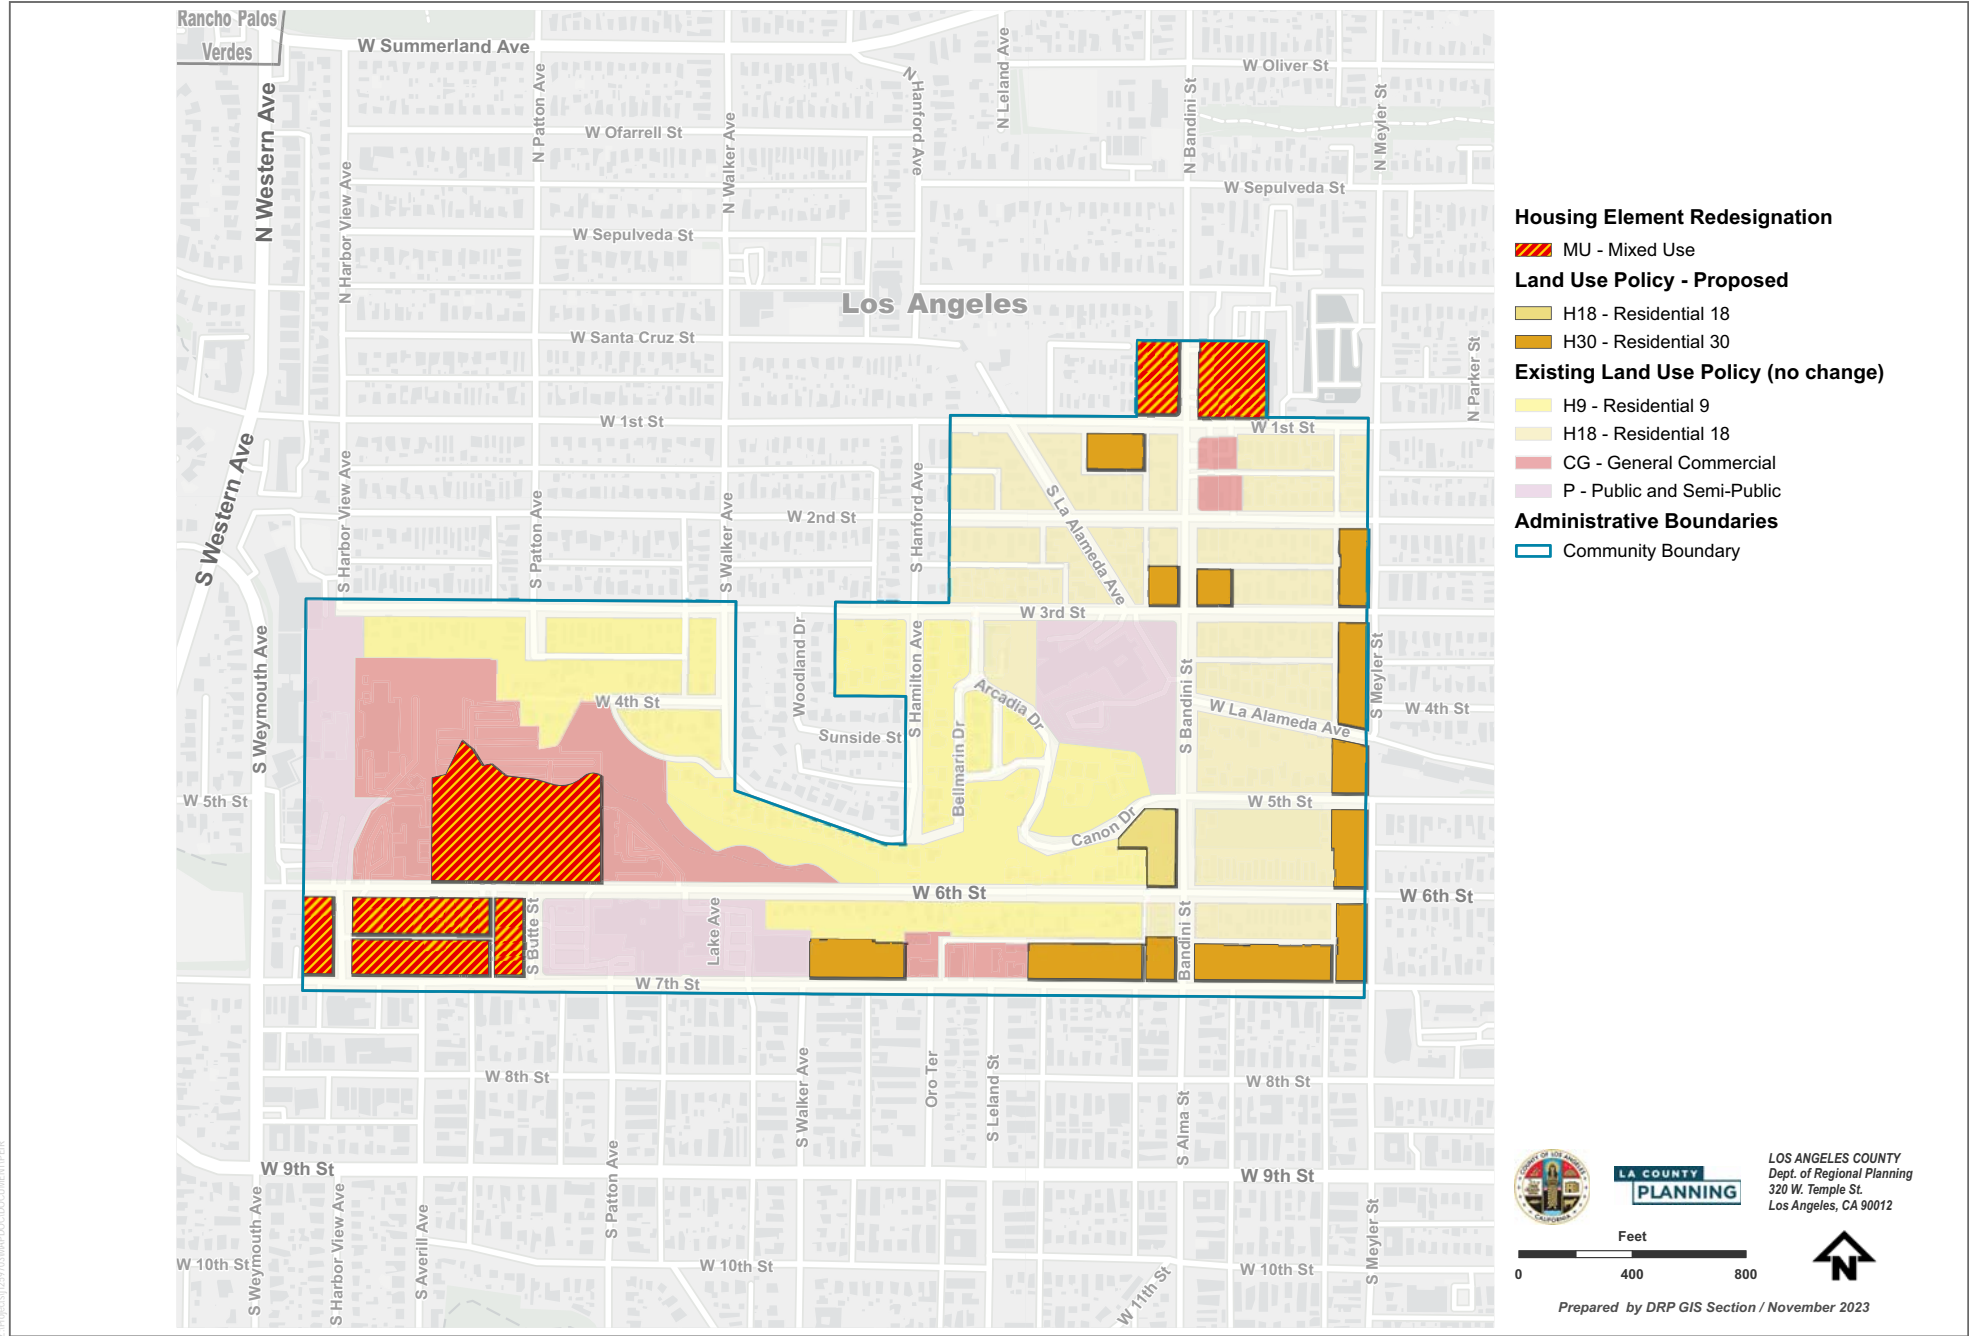 Rancho Palos
Verdes
W Summerland Ave
N Western Ave
N Harbor View Ave
N Patton Ave
N Walker Ave
N Hanford Ave
N Leland Ave
W Oliver St
N Bandini St
N Meyler St
W Ofarrell St
W Sepulveda St
W Sepulveda St
Los Angeles
W Santa Cruz St
N Parker St
W 1st St
W 1st St
S Western Ave
S Harbor View Ave
S Patton Ave
S Walker Ave
W 2nd St
S Hanford Ave
S La Alameda Ave
W 3rd St
S Weymouth Ave
Woodland Dr
S Hamilton Ave
Arcadia Dr
S Bandini St
S Meyler St
W 4th St
W La Alameda Ave
W 4th St
Sunside St
Bellmarin Dr
W 5th St
W 5th St
Canon Dr
W 6th St
W 6th St
S Butte St
Lake Ave
Bandini St
W 7th St
W 8th St
S Walker Ave
Oro Ter
S Leland St
S Alma St
W 8th St
W 9th St
W 9th St
S Weymouth Ave
S Harbor View Ave
S Averill Ave
S Patton Ave
S Meyler St
W 10th St
W 10th St
W 11th St
W 10th St
Housing Element Redesignation
MU - Mixed Use
Land Use Policy - Proposed
H18 - Residential 18
H30 - Residential 30
Existing Land Use Policy (no change)
H9 - Residential 9
H18 - Residential 18
CG - General Commercial
P - Public and Semi-Public
Administrative Boundaries
Community Boundary
COUNTY OF LOS ANGELES
CALIFORNIA
LA COUNTY
PLANNING
LOS ANGELES COUNTY
Dept. of Regional Planning
320 W. Temple St.
Los Angeles, CA 90012
Feet
0 400 800
N
Prepared by DRP GIS Section / November 2023